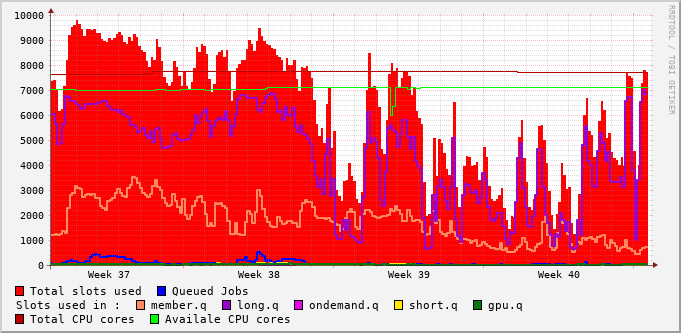 RRDTOOL / TOBI OETIKER
10000
9000
8000
7000
6000
5000
4000
3000
2000
1000
0
Week 37 Week 38 Week 39 Week 40
Total slots used Queued Jobs
Slots used in : member.q long.q ondemand.q short.q gpu.q
Total CPU cores Availale CPU cores